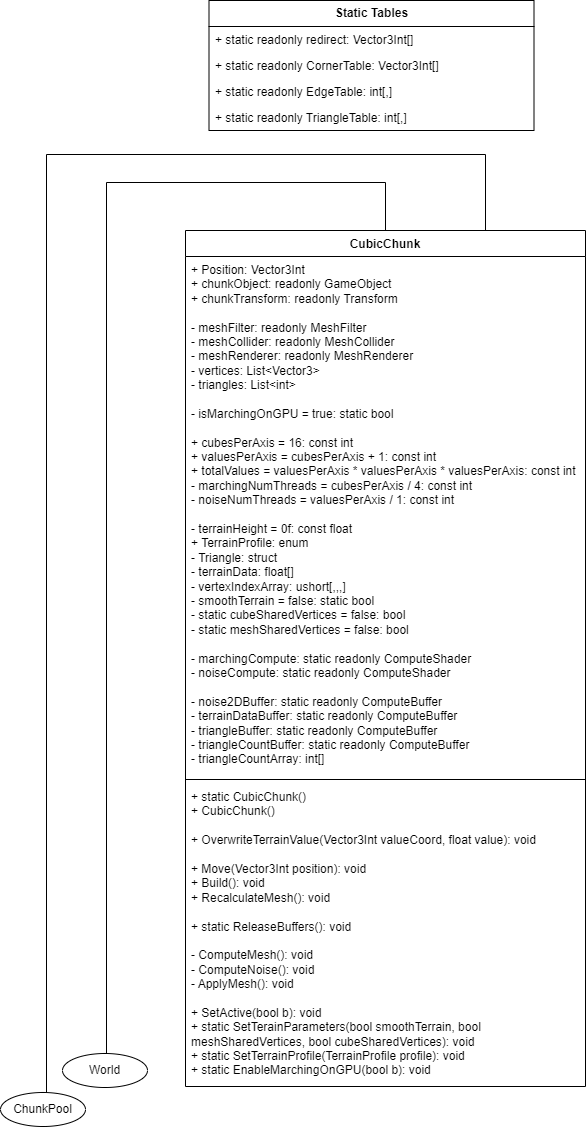 Static Tables
+ static readonly redirect: Vector3Int[]
+ static readonly CornerTable: Vector3Int[]
+ static readonly EdgeTable: int[,]
+ static readonly TriangleTable: int[,]
CubicChunk
+ Position: Vector3Int
+ chunkObject: readonly GameObject
+ chunkTransform: readonly Transform
- meshFilter: readonly MeshFilter
- meshCollider: readonly MeshCollider
- meshRenderer: readonly MeshRenderer
- vertices: List<Vector3>
- triangles: List<int>
- isMarchingOnGPU = true: static bool
+ cubesPerAxis = 16: const int
+ valuesPerAxis = cubesPerAxis + 1: const int
+ totalValues = valuesPerAxis * valuesPerAxis * valuesPerAxis: const int
- marchingNumThreads = cubesPerAxis / 4: const int
- noiseNumThreads = valuesPerAxis / 1: const int
- terrainHeight = 0f: const float
+ TerrainProfile: enum
- Triangle: struct
- terrainData: float[]
- vertexIndexArray: ushort[,,,]
- smoothTerrain = false: static bool
- static cubeSharedVertices = false: bool
- static meshSharedVertices = false: bool
- marchingCompute: static readonly ComputeShader
- noiseCompute: static readonly ComputeShader
- noise2DBuffer: static readonly ComputeBuffer
- terrainDataBuffer: static readonly ComputeBuffer
- triangleBuffer: static readonly ComputeBuffer
- triangleCountBuffer: static readonly ComputeBuffer
- triangleCountArray: int[]
+ static CubicChunk()
+ CubicChunk()
+ OverwriteTerrainValue(Vector3Int valueCoord, float value): void
+ Move(Vector3Int position): void
+ Build(): void
+ RecalculateMesh(): void
+ static ReleaseBuffers(): void
- ComputeMesh(): void
- ComputeNoise(): void
- ApplyMesh(): void
+ SetActive(bool b): void
+ static SetTerainParameters(bool smoothTerrain, bool
meshSharedVertices, bool cubeSharedVertices): void
+ static SetTerrainProfile(TerrainProfile profile): void
+ static EnableMarchingOnGPU(bool b): void
World
ChunkPool